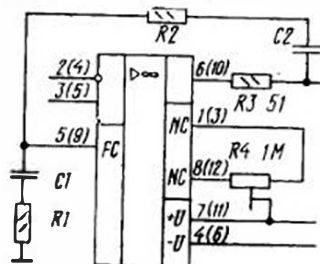 R2
C2
2(4)
▷∞
6(10)
3(5)
R3 51
1(3)
NC
5(9)
FC
R4 1M
NC
8(12)
C1
+U
7(11)
R1
-U
4(6)